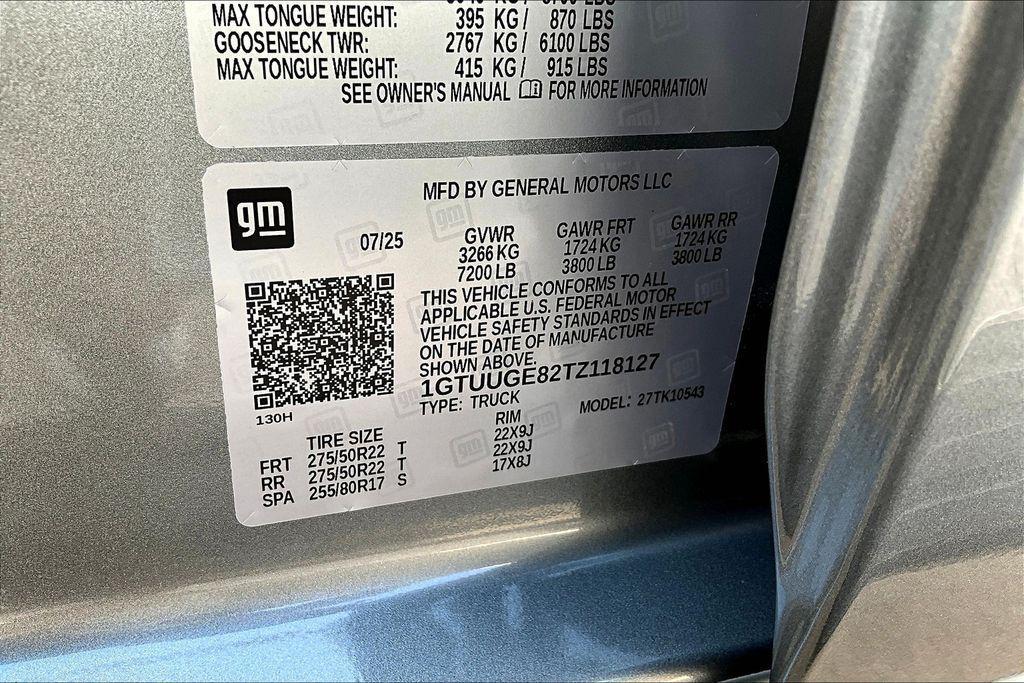 MAX TONGUE WEIGHT: 395 KG / 870 LBS
GOOSENECK TWR: 2767 KG / 6100 LBS
MAX TONGUE WEIGHT: 415 KG / 915 LBS
SEE OWNER'S MANUAL FOR MORE INFORMATION
gm
MFD BY GENERAL MOTORS LLC
07/25 GVWR GAWR FRT GAWR RR
3266 KG 1724 KG 1724 KG
7200 LB 3800 LB 3800 LB
THIS VEHICLE CONFORMS TO ALL
APPLICABLE U.S. FEDERAL MOTOR
VEHICLE SAFETY STANDARDS IN EFFECT
ON THE DATE OF MANUFACTURE
SHOWN ABOVE.
1GTUUGE82TZ118127
TYPE: TRUCK MODEL: 27TK10543
130H
TIRE SIZE RIM
FRT 275/50R22 T 22X9J
RR 275/50R22 T 22X9J
SPA 255/80R17 S 17X8J